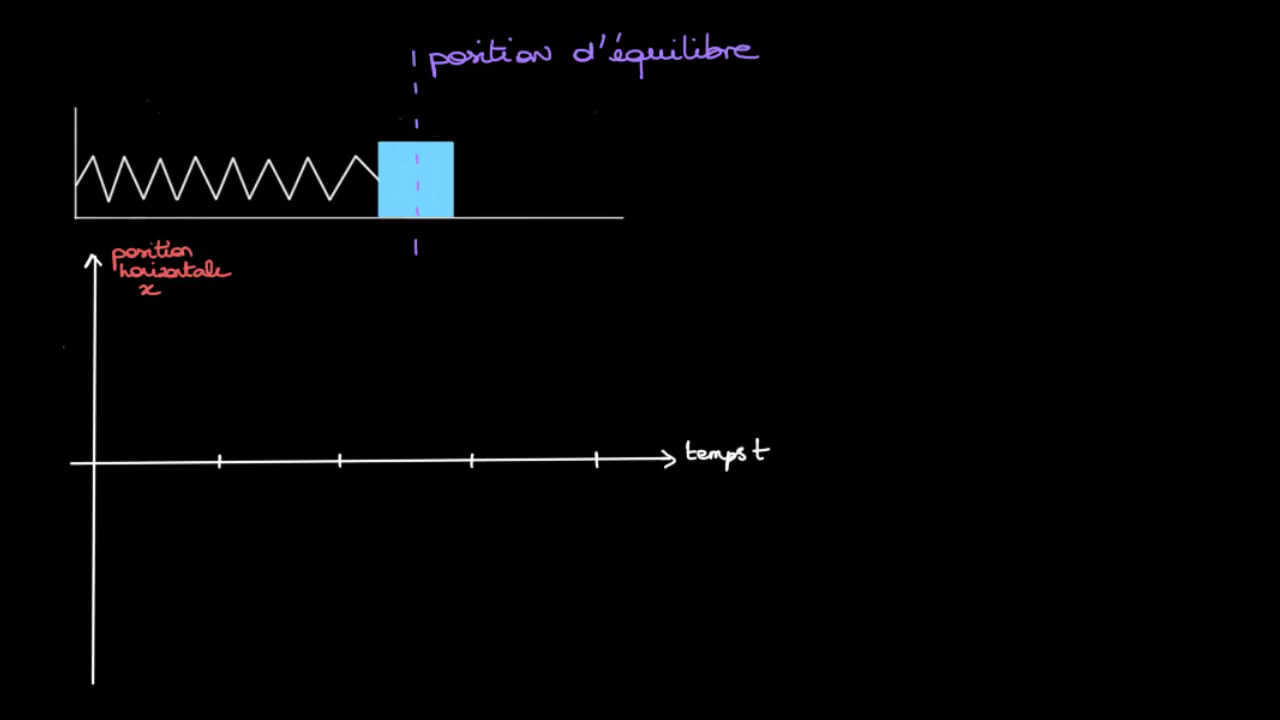 position d'équilibre
position
horizontale
x
temps t